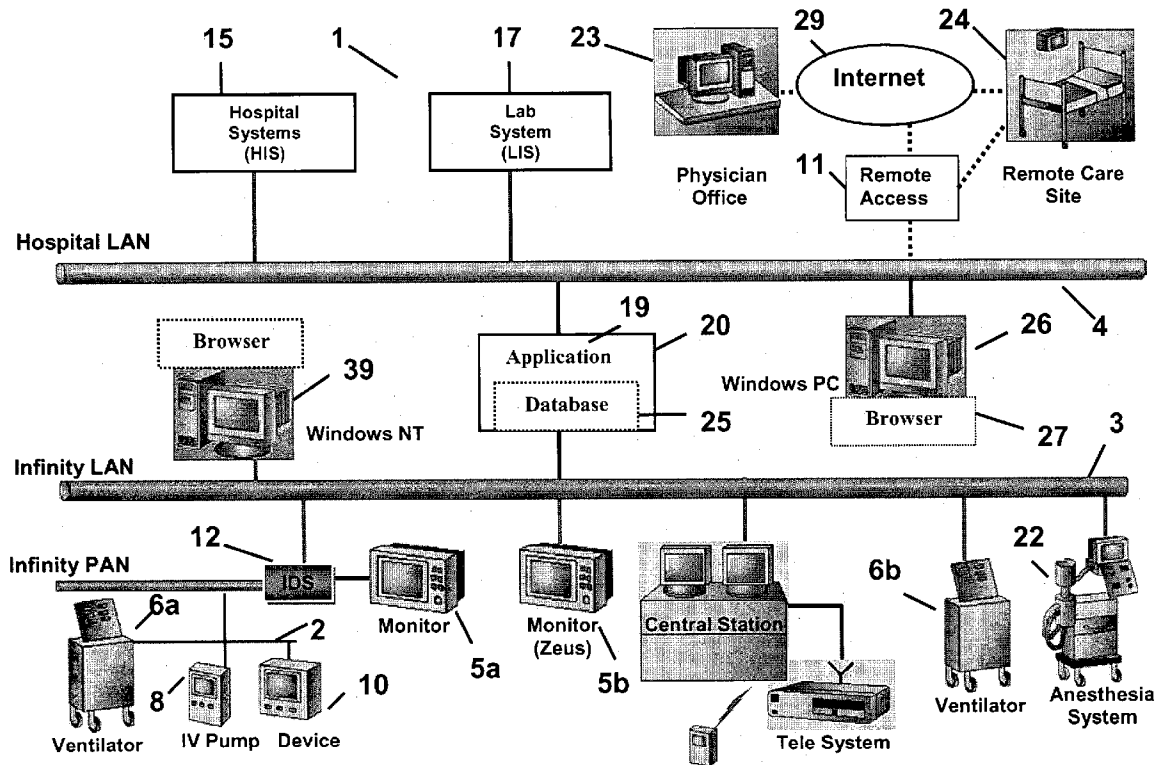 15
1
17
23
29
24
Internet
Hospital
Systems
(HIS)
Lab
System
(LIS)
11
Physician
Office
Remote
Access
Remote Care
Site
Hospital LAN
4
19
20
26
Browser
39
Application
Windows PC
Database
25
Browser
27
Windows NT
3
Infinity LAN
12
22
Infinity PAN
IDS
6a
2
6b
Monitor
5a
Monitor
(Zeus)
5b
Central Station
8
10
Ventilator
IV Pump
Device
Tele System
Ventilator
Anesthesia
System